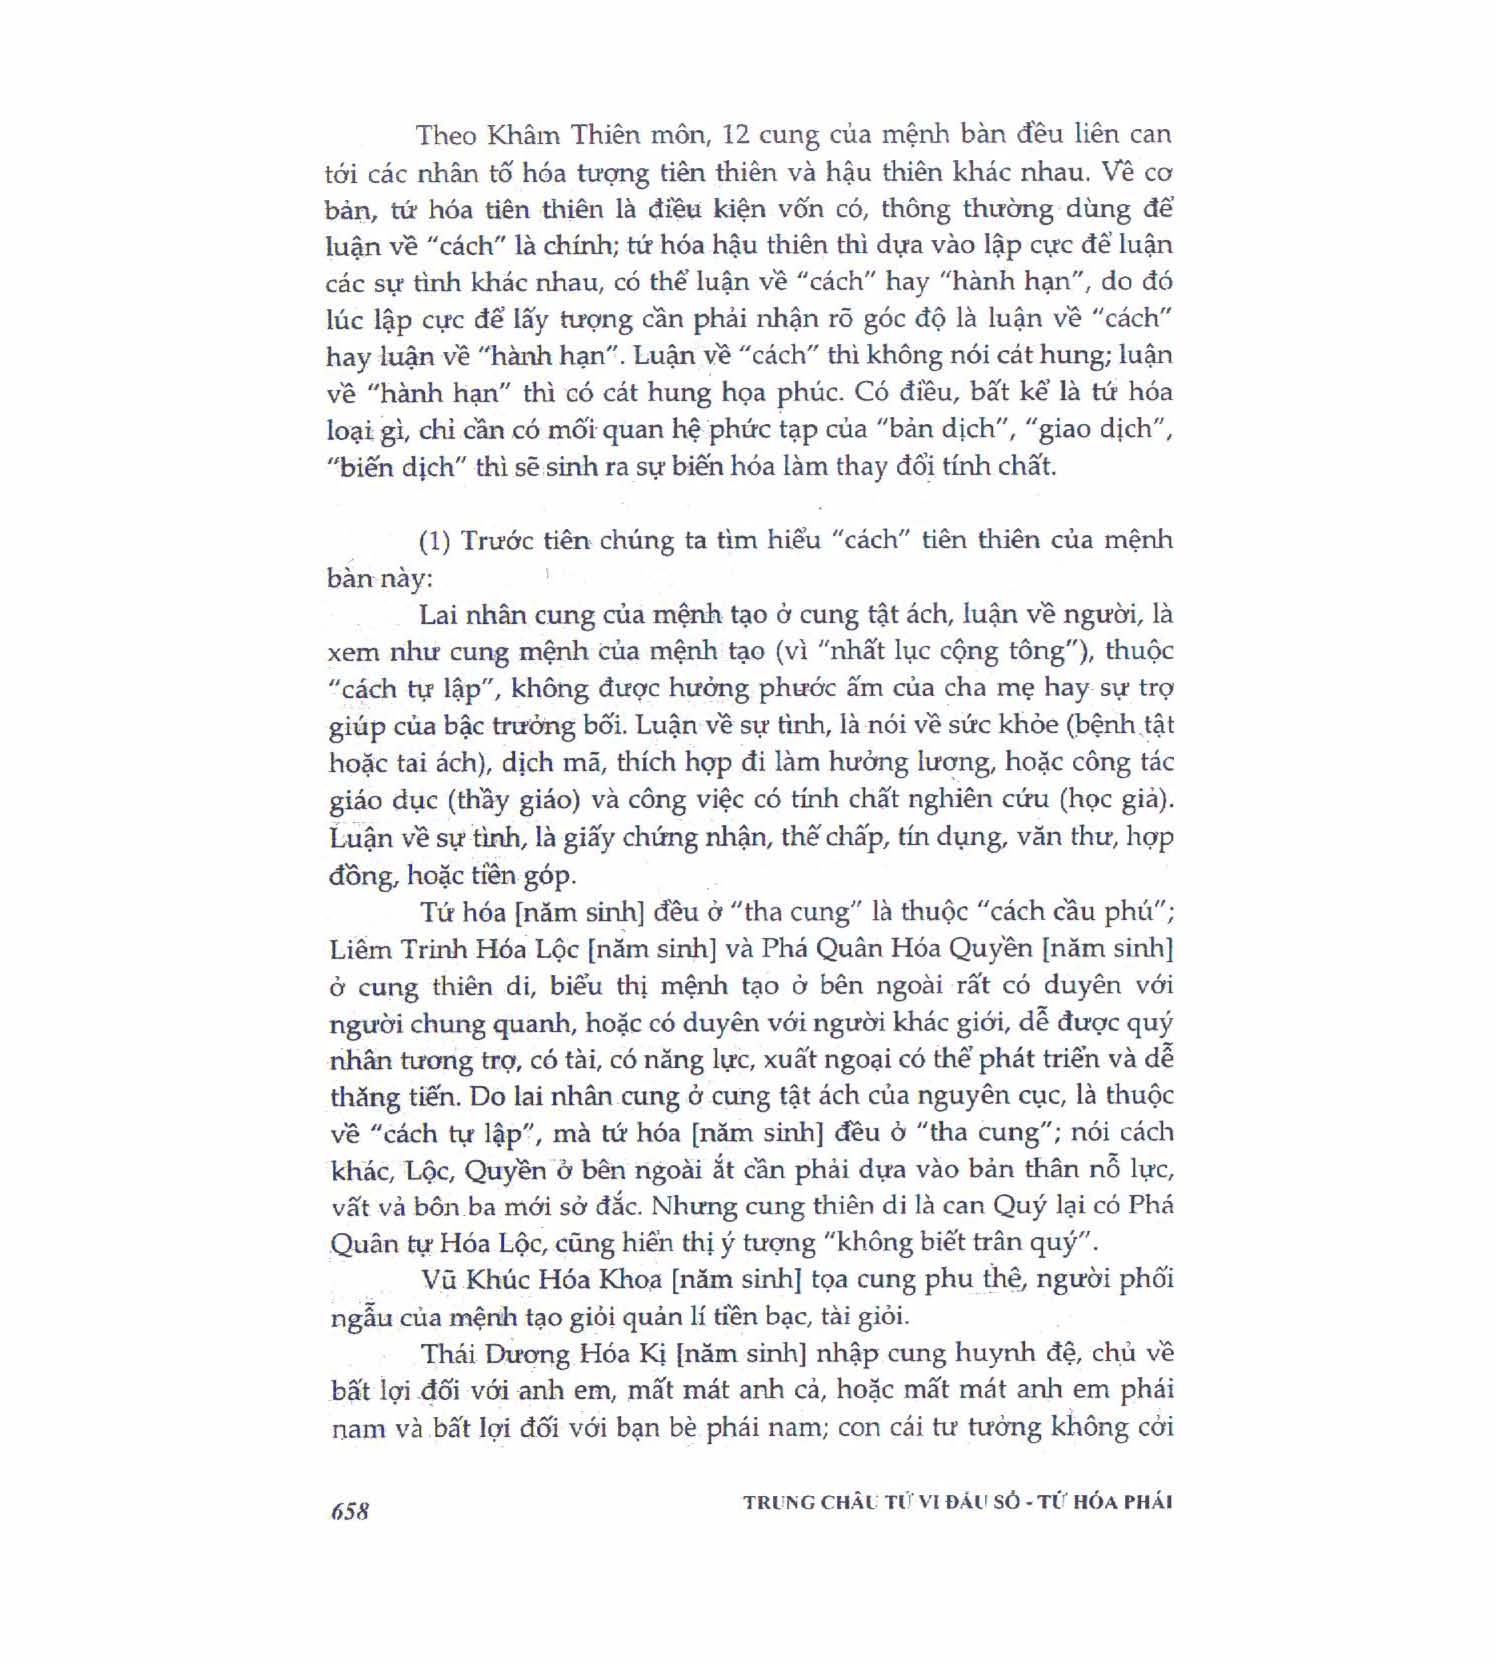 Theo Khâm Thiên môn, 12 cung của mệnh bàn đều liên can
tới các nhân tố hóa tượng tiên thiên và hậu thiên khác nhau. Về cơ
bản, tứ hóa tiên thiên là điều kiện vốn có, thông thường dùng để
luận về "cách" là chính; tứ hóa hậu thiên thì dựa vào lập cực để luận
các sự tình khác nhau, có thể luận về "cách" hay "hành hạn", do đó
lúc lập cực để lấy tượng cần phải nhận rõ góc độ là luận về "cách"
hay luận về "hành hạn". Luận về "cách" thì không nói cát hung; luận
về "hành hạn" thì có cát hung họa phúc. Có điều, bất kể là tứ hóa
loại gì, chỉ cần có mối quan hệ phức tạp của "bản dịch", "giao dịch",
"biến dịch" thì sẽ sinh ra sự biến hóa làm thay đổi tính chất.
(1) Trước tiên chúng ta tìm hiểu "cách" tiên thiên của mệnh
bàn này:
Lai nhân cung của mệnh tạo ở cung tật ách, luận về người, là
xem như cung mệnh của mệnh tạo (vì "nhất lục cộng tông"), thuộc
"cách tự lập", không được hưởng phước ấm của cha mẹ hay sự trợ
giúp của bậc trưởng bối. Luận về sự tình, là nói về sức khỏe (bệnh tật
hoặc tai ách), dịch mã, thích hợp đi làm hưởng lương, hoặc công tác
giáo dục (thầy giáo) và công việc có tính chất nghiên cứu (học giả).
Luận về sự tình, là giấy chứng nhận, thế chấp, tín dụng, văn thư, hợp
đồng, hoặc tiền góp.
Tứ hóa [năm sinh] đều ở "tha cung" là thuộc "cách cầu phú";
Liêm Trinh Hóa Lộc [năm sinh] và Phá Quân Hóa Quyền [năm sinh]
ở cung thiên di, biểu thị mệnh tạo ở bên ngoài rất có duyên với
người chung quanh, hoặc có duyên với người khác giới, dễ được quý
nhân tương trợ, có tài, có năng lực, xuất ngoại có thể phát triển và dễ
thăng tiến. Do lai nhân cung ở cung tật ách của nguyên cục, là thuộc
về "cách tự lập", mà tứ hóa [năm sinh] đều ở "tha cung"; nói cách
khác, Lộc, Quyền ở bên ngoài ắt cần phải dựa vào bản thân nỗ lực,
vất vả bôn ba mới sở đắc. Nhưng cung thiên di là can Quý lại có Phá
Quân tự Hóa Lộc, cũng hiển thị ý tượng "không biết trân quý".
Vũ Khúc Hóa Khoa [năm sinh] tọa cung phu thê, người phối
ngẫu của mệnh tạo giỏi quản lí tiền bạc, tài giỏi.
Thái Dương Hóa Kị [năm sinh] nhập cung huynh đệ, chủ về
bất lợi đối với anh em, mất mát anh cả, hoặc mất mát anh em phái
nam và bất lợi đối với bạn bè phái nam; con cái tư tưởng không cởi
658
TRUNG CHÂU TỬ VI ĐẨU SỐ - TỨ HÓA PHÁI